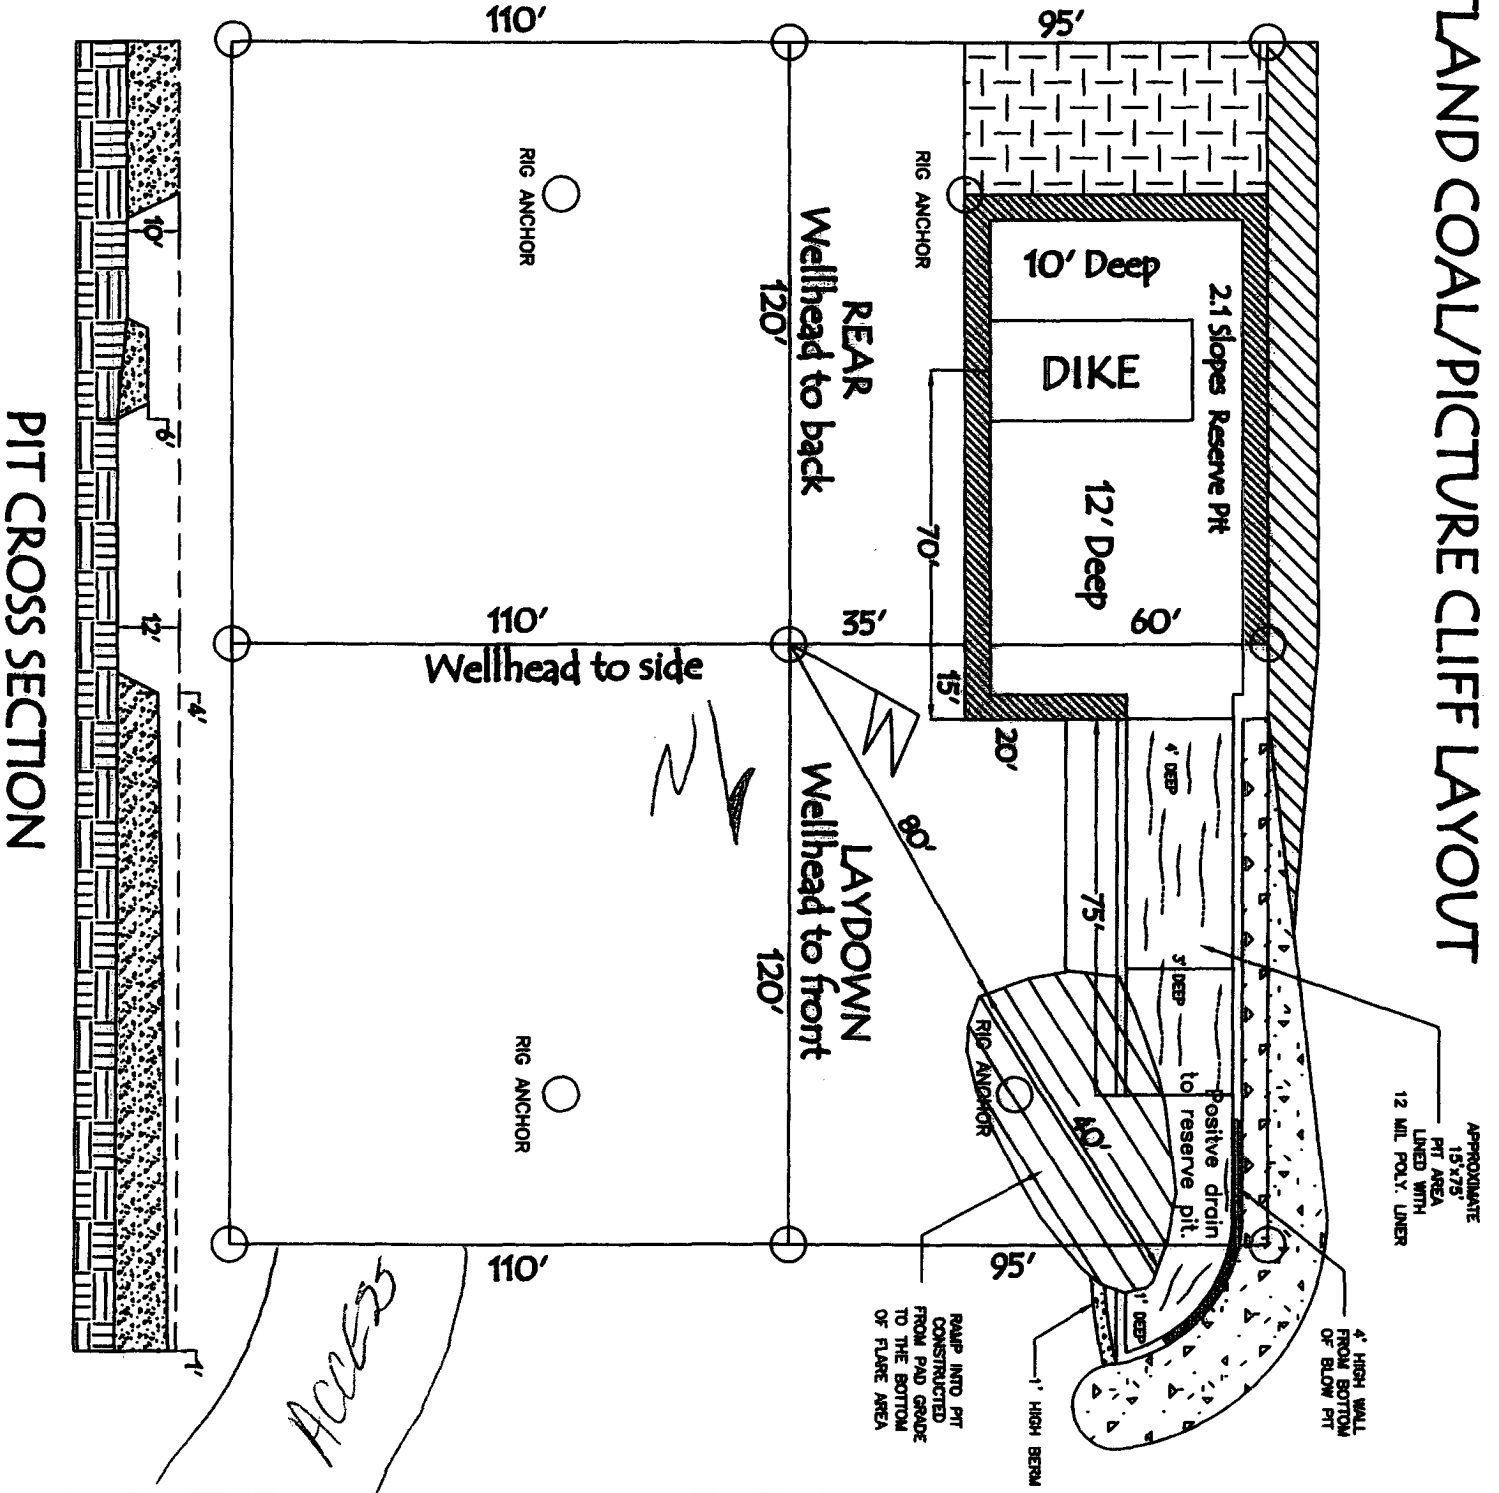 TLAND COAL/PICTURE CLIFF LAYOUT
APPROXIMATE
15'x75'
PIT AREA
LINED WITH
12 MIL POLY. LINER
4' HIGH WALL
FROM BOTTOM
OF BLOW PIT
2.1 Slopes Reserve Pit
10' Deep
DIKE
12' Deep
60'
4' DEEP
3' DEEP
Positive drain
to reserve pit.
1' DEEP
1' HIGH BERM
RIG ANCHOR
70'
15'
20'
75'
80'
40'
RIG ANCHOR
RAMP INTO PIT
CONSTRUCTED
FROM PAD GRADE
TO THE BOTTOM
OF FLARE AREA
95'
35'
95'
REAR
Wellhead to back
120'
LAYDOWN
Wellhead to front
120'
N
N
RIG ANCHOR
RIG ANCHOR
110'
110'
Wellhead to side
110'
ACCESS
10'
6'
12'
4'
1'
PIT CROSS SECTION